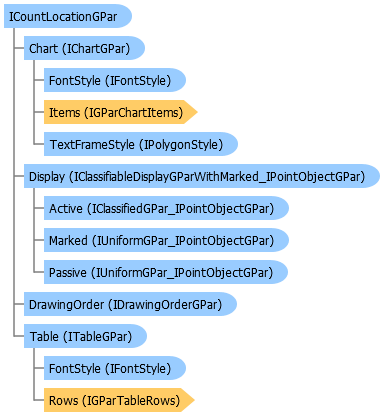 ICountLocationGPar
Chart (IChartGPar)
FontStyle (IFontStyle)
Items (IGParChartItems)
TextFrameStyle (IPolygonStyle)
Display (IClassifiableDisplayGParWithMarked_IPointObjectGPar)
Active (IClassifiedGPar_IPointObjectGPar)
Marked (IUniformGPar_IPointObjectGPar)
Passive (IUniformGPar_IPointObjectGPar)
DrawingOrder (IDrawingOrderGPar)
Table (ITableGPar)
FontStyle (IFontStyle)
Rows (IGParTableRows)